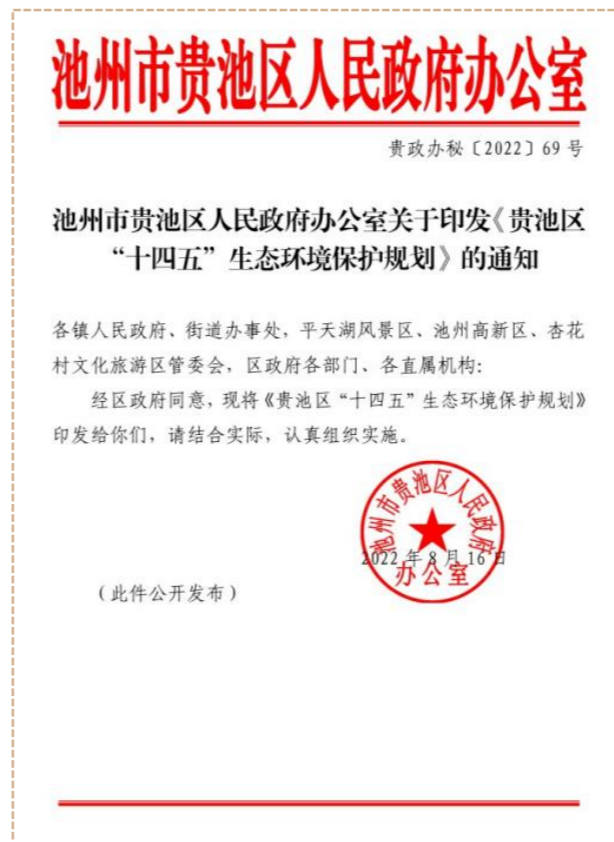 池州市贵池区人民政府办公室
贵政办秘〔2022〕69 号
池州市贵池区人民政府办公室关于印发《贵池区
“十四五”生态环境保护规划》的通知
各镇人民政府、街道办事处，平天湖风景区、池州高新区、杏花
村文化旅游区管委会，区政府各部门、各直属机构：
经区政府同意，现将《贵池区“十四五”生态环境保护规划》
印发给你们，请结合实际，认真组织实施。
池州市贵池区人民政府
2022 年 8 月 16 日
办公室
（此件公开发布）